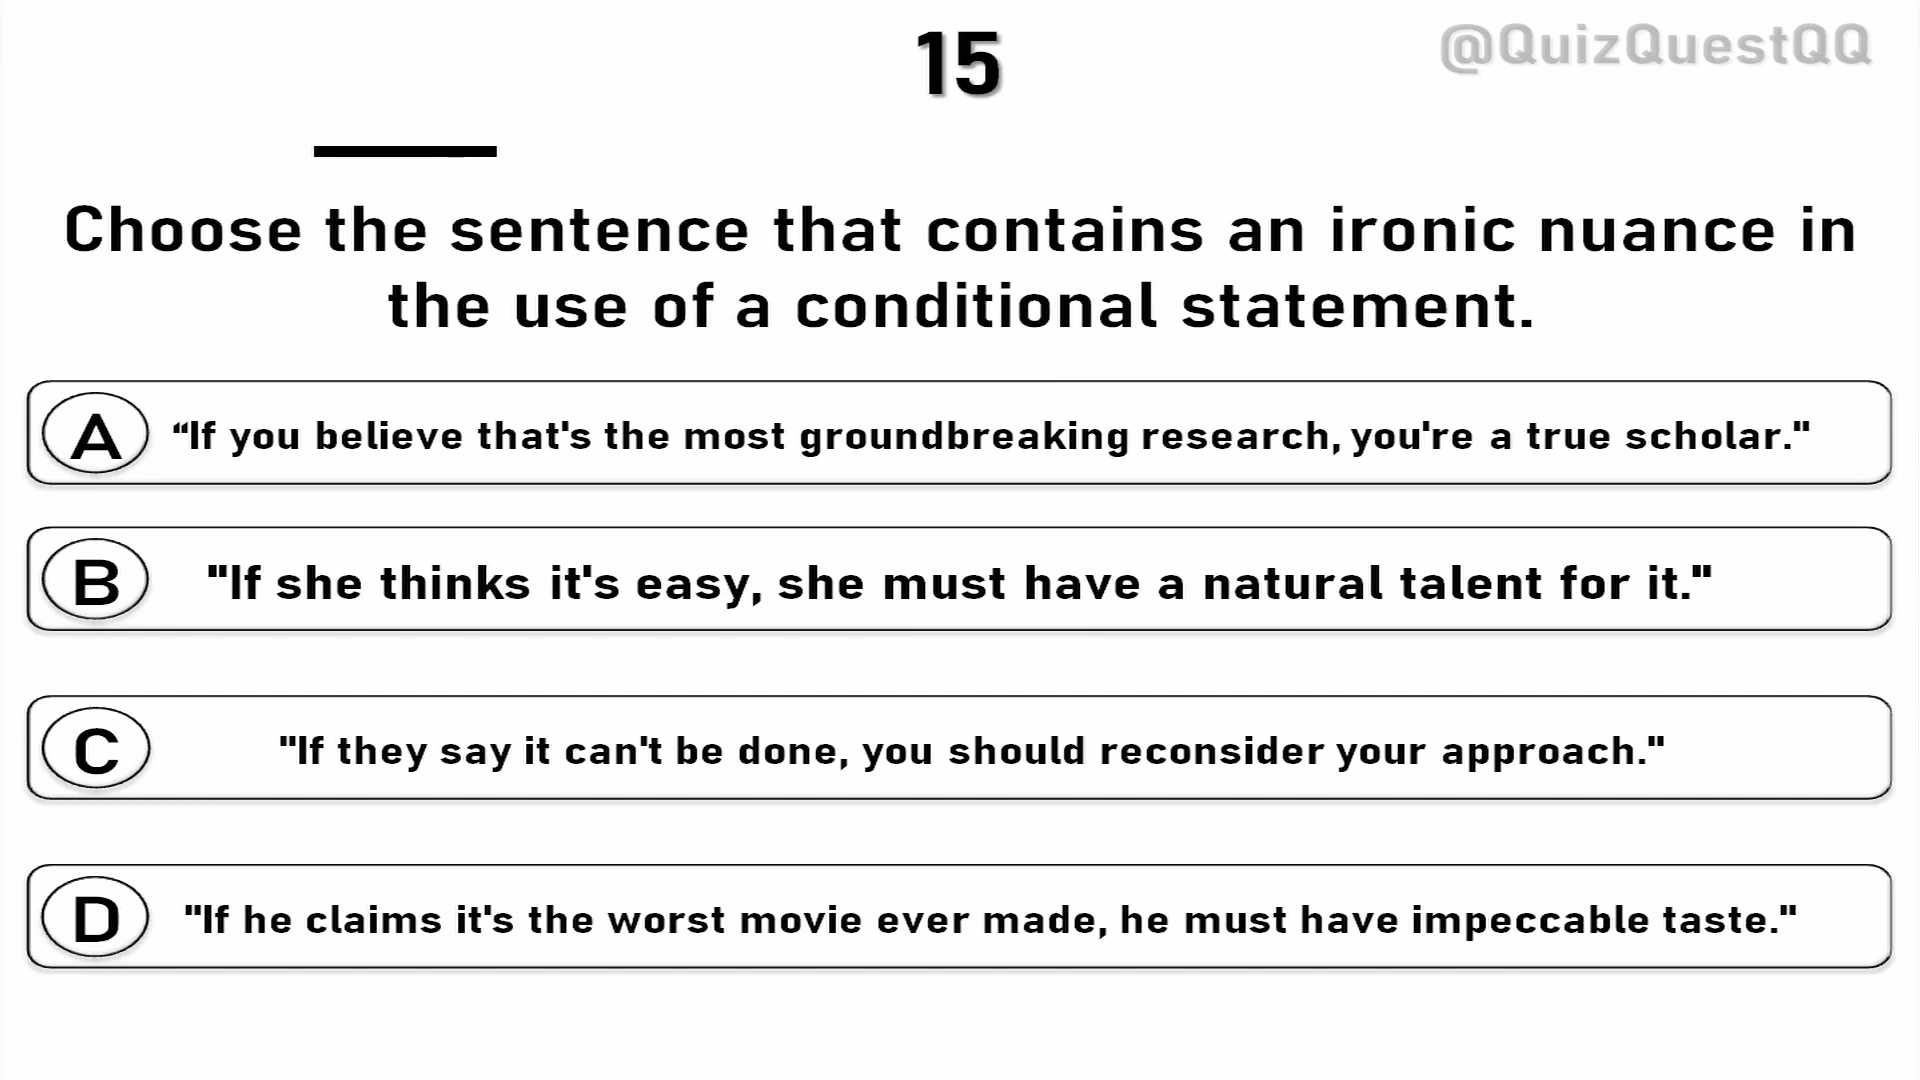 15
@QuizQuestQQ
Choose the sentence that contains an ironic nuance in
the use of a conditional statement.
A “If you believe that's the most groundbreaking research, you're a true scholar."
B "If she thinks it's easy, she must have a natural talent for it."
C "If they say it can't be done, you should reconsider your approach."
D "If he claims it's the worst movie ever made, he must have impeccable taste."